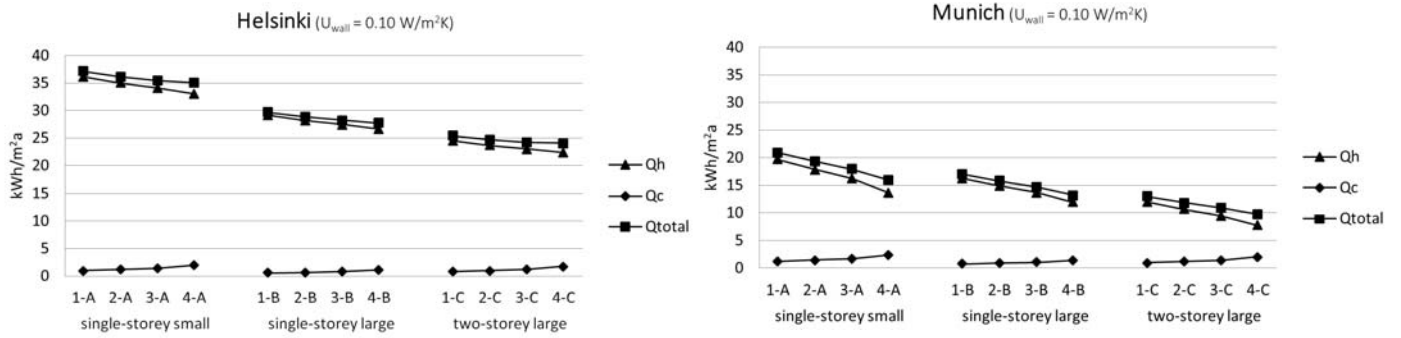 Helsinki (Uwall = 0.10 W/m²K)
40
35
30
25
20
15
10
5
0
kWh/m²a
1-A 2-A 3-A 4-A 1-B 2-B 3-B 4-B 1-C 2-C 3-C 4-C
single-storey small single-storey large two-storey large
Qh
Qc
Qtotal
Munich (Uwall = 0.10 W/m²K)
40
35
30
25
20
15
10
5
0
kWh/m²a
1-A 2-A 3-A 4-A 1-B 2-B 3-B 4-B 1-C 2-C 3-C 4-C
single-storey small single-storey large two-storey large
Qh
Qc
Qtotal